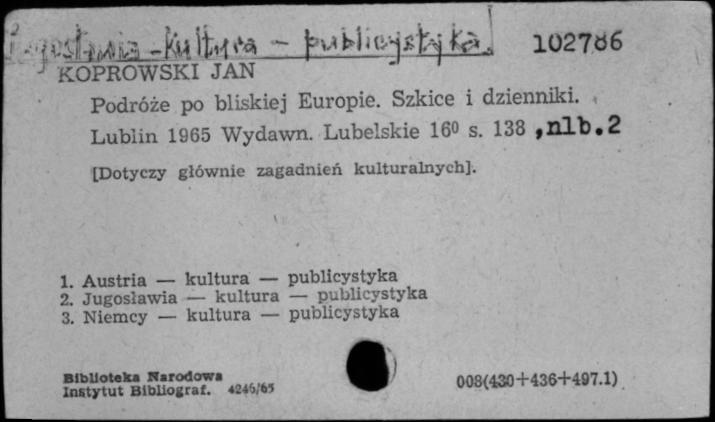 Jugosławia - kultura - publicystyka 102786
KOPROWSKI JAN
Podróże po bliskiej Europie. Szkice i dzienniki.
Lublin 1965 Wydawn. Lubelskie 16⁰ s. 138 ,nlb.2
[Dotyczy głównie zagadnień kulturalnych].
1. Austria — kultura — publicystyka
2. Jugosławia — kultura — publicystyka
3. Niemcy — kultura — publicystyka
Biblioteka Narodowa
Instytut Bibliograf. 4246/65
008(430+436+497.1)